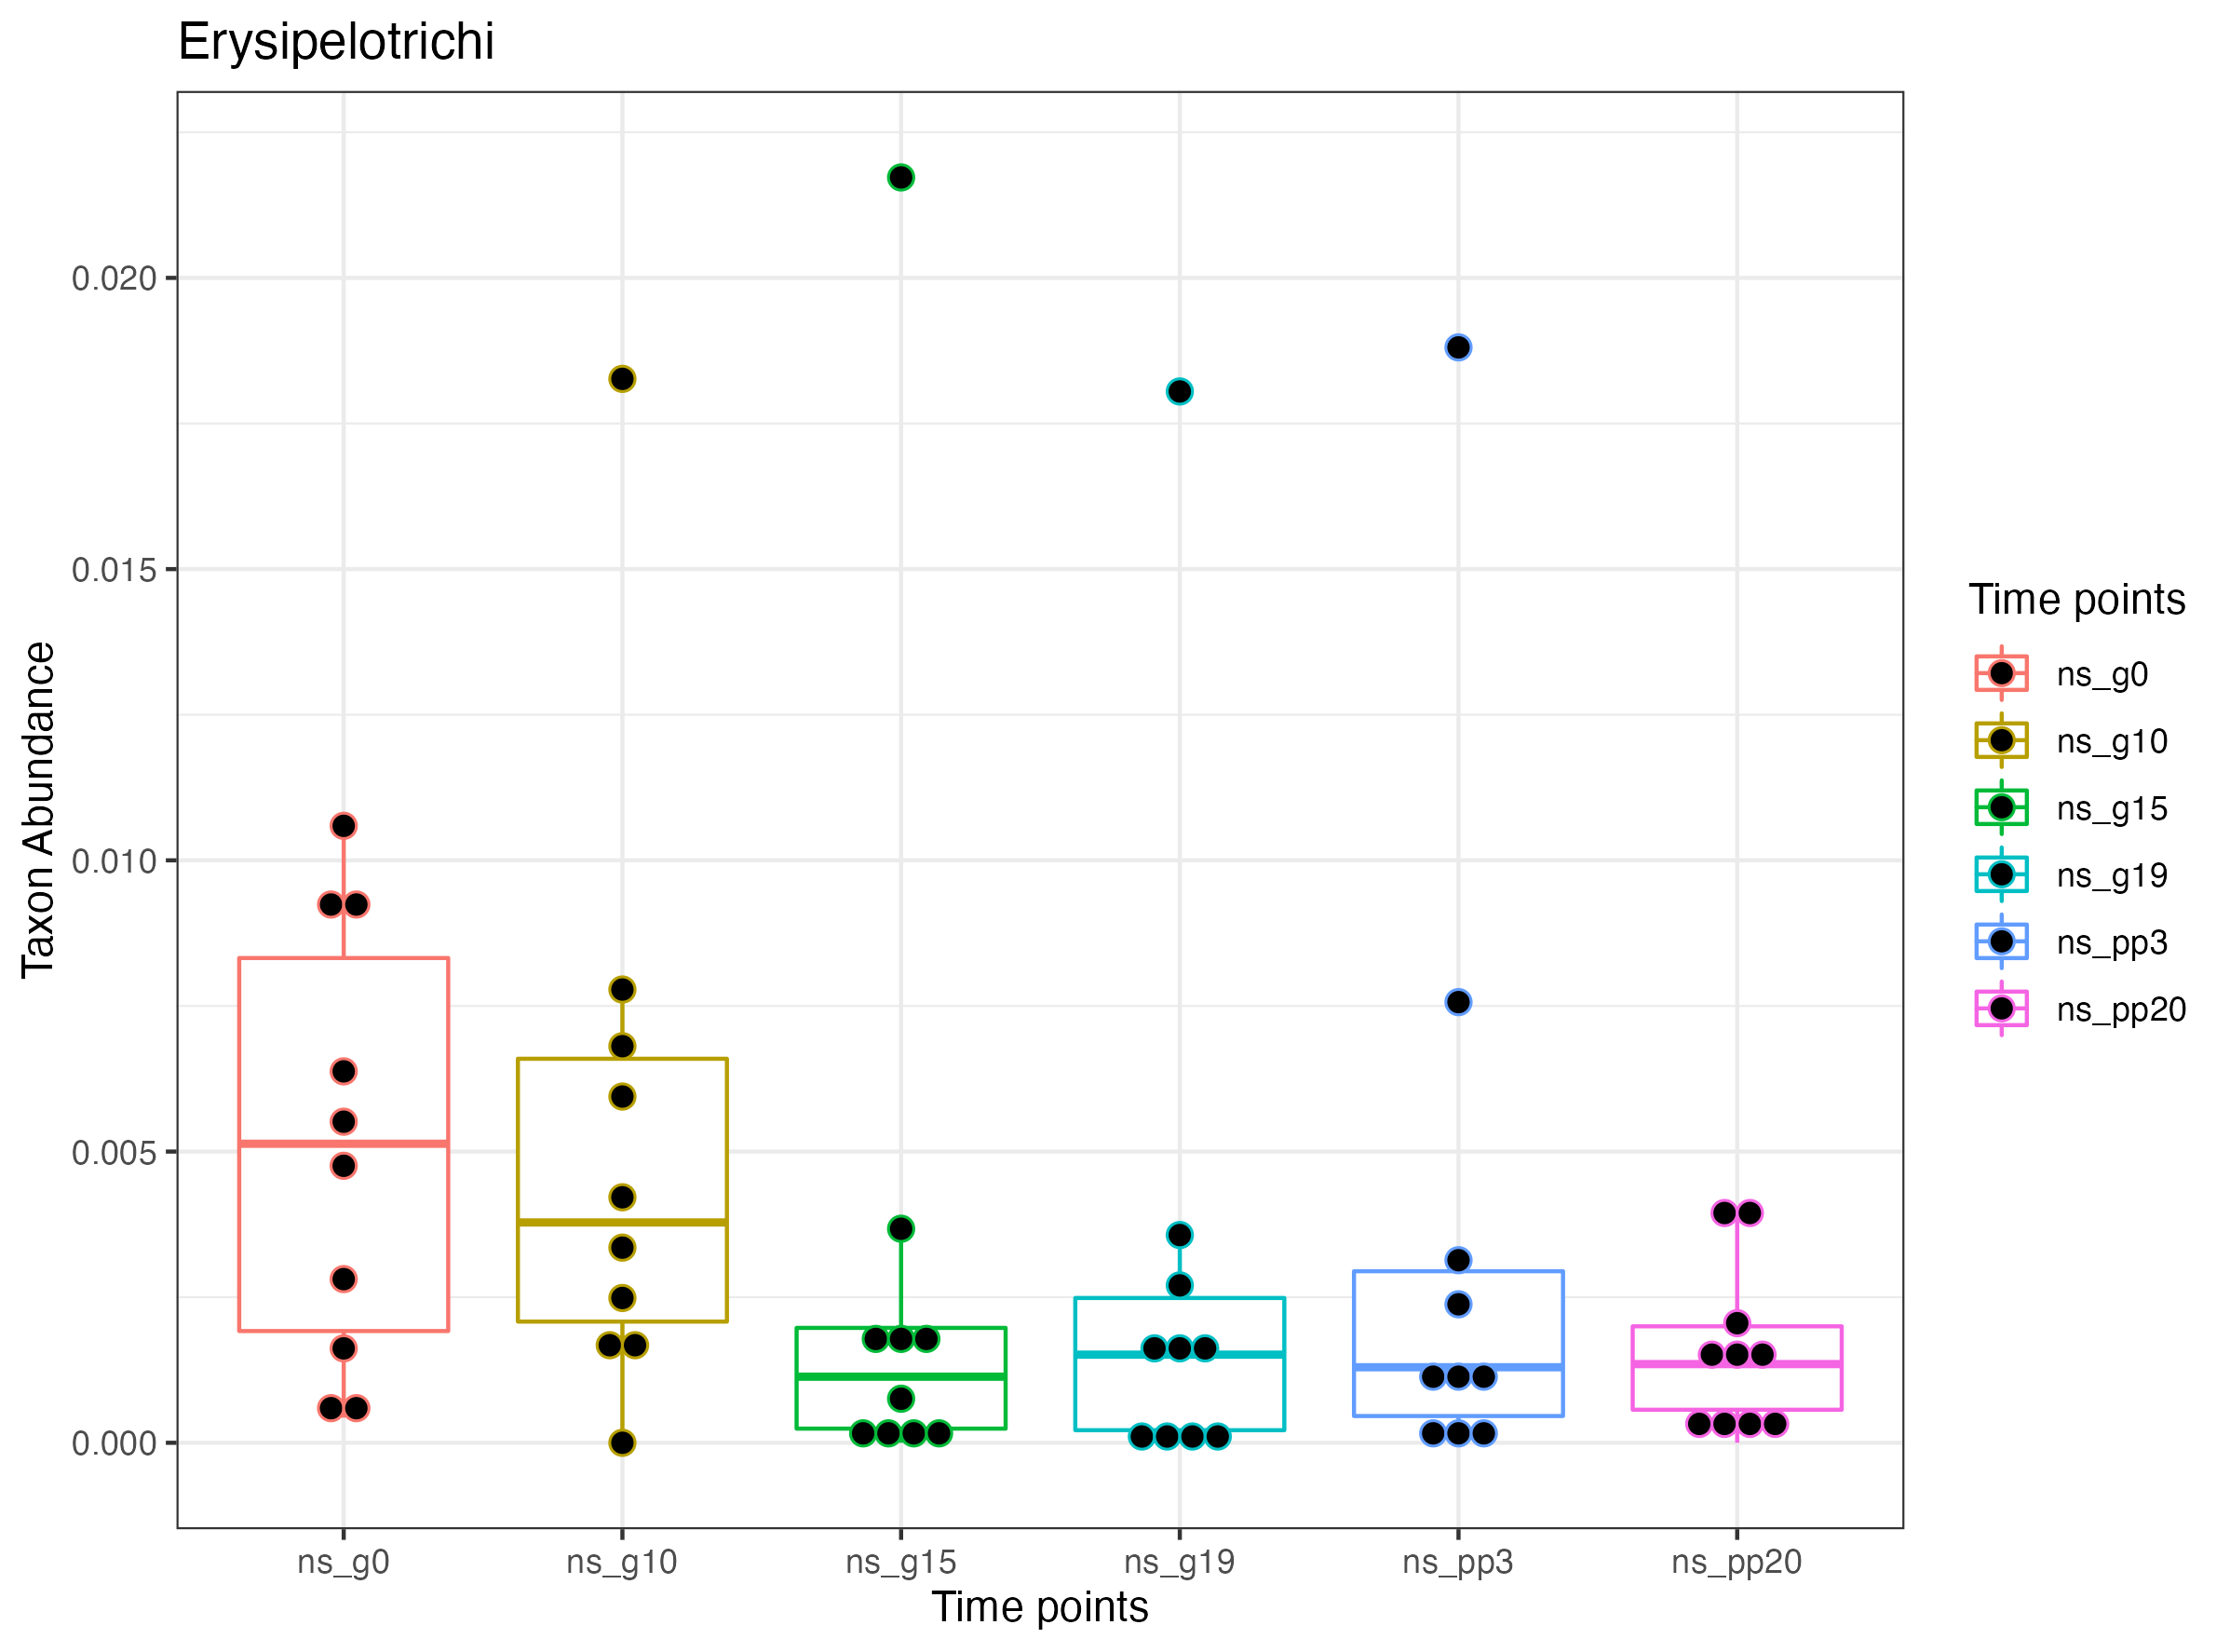 Erysipelotrichi
Taxon Abundance
0.020
0.015
0.010
0.005
0.000
ns_g0
ns_g10
ns_g15
ns_g19
ns_pp3
ns_pp20
Time points
Time points
ns_g0
ns_g10
ns_g15
ns_g19
ns_pp3
ns_pp20